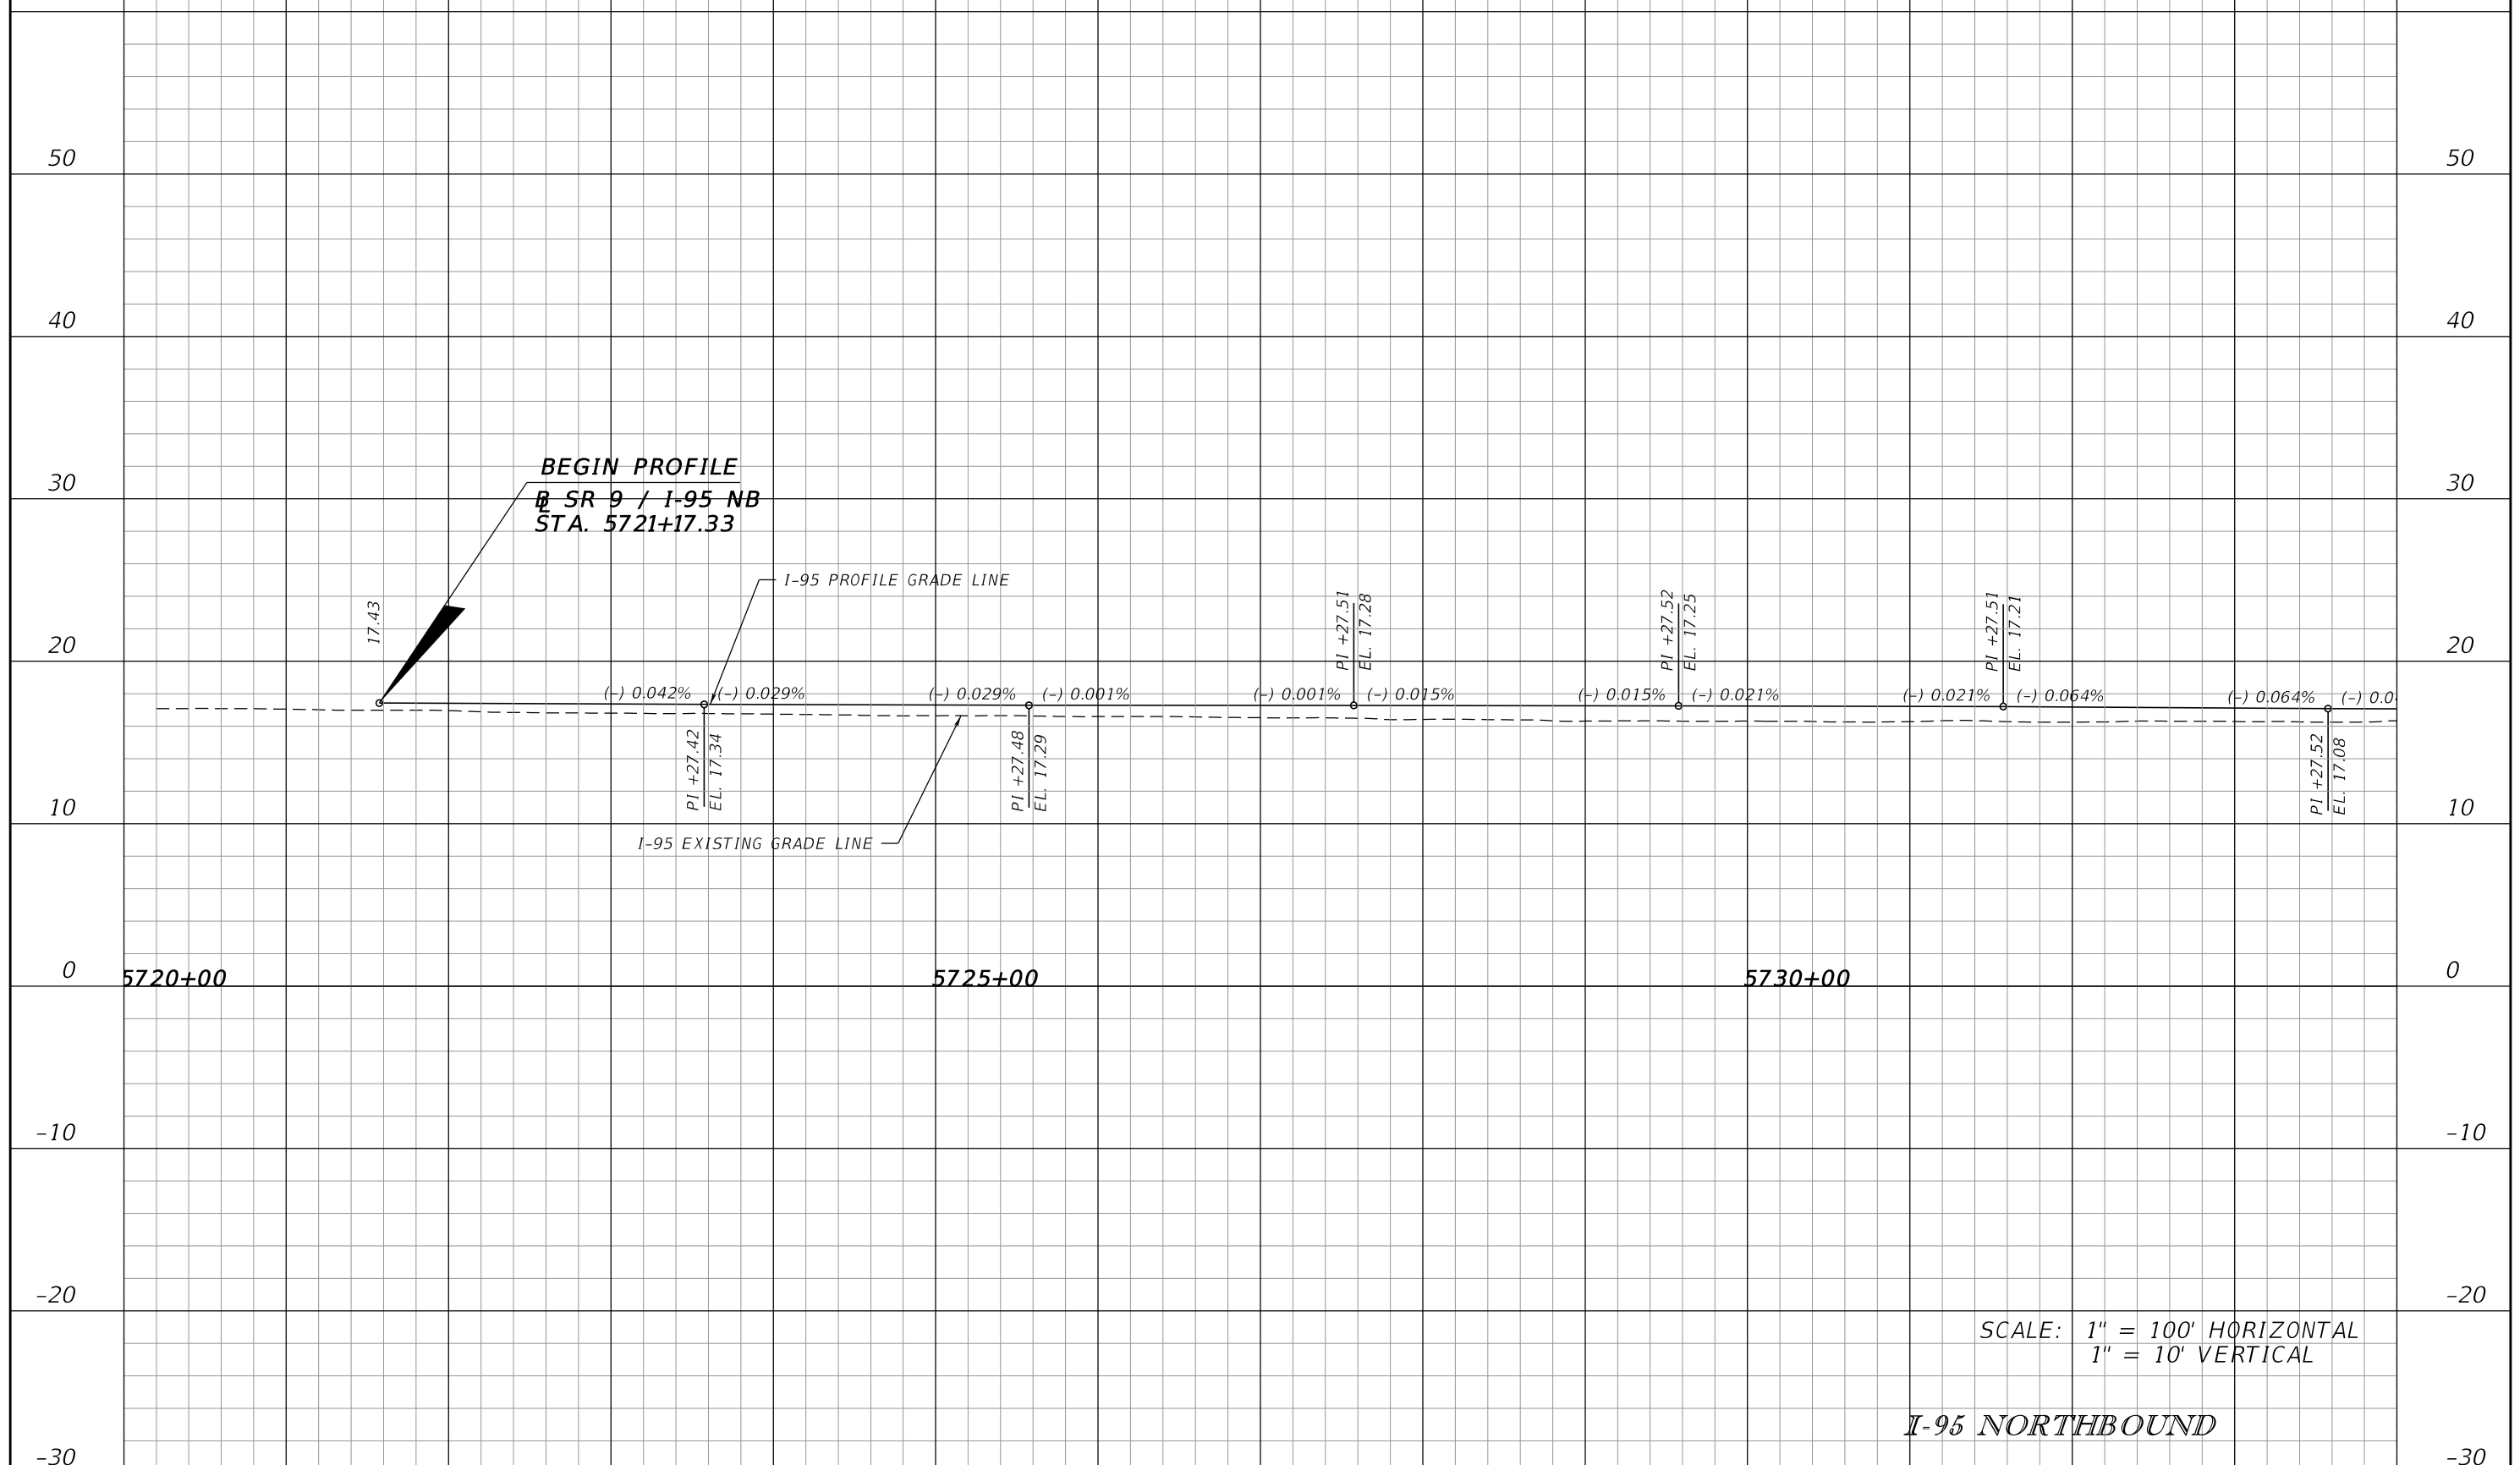 50
50
40
40
30
30
BEGIN PROFILE
BL SR 9 / I-95 NB
STA. 5721+17.33
I-95 PROFILE GRADE LINE
17.43
PI +27.51
EL. 17.28
PI +27.52
EL. 17.25
PI +27.51
EL. 17.21
20
20
(-) 0.042%
(-) 0.029%
(-) 0.029%
(-) 0.001%
(-) 0.001%
(-) 0.015%
(-) 0.015%
(-) 0.021%
(-) 0.021%
(-) 0.064%
(-) 0.064%
PI +27.42
EL. 17.34
PI +27.48
EL. 17.29
PI +27.52
EL. 17.08
10
10
I-95 EXISTING GRADE LINE
0
0
5720+00
5725+00
5730+00
-10
-10
-20
-20
SCALE: 1" = 100' HORIZONTAL
1" = 10' VERTICAL
I-95 NORTHBOUND
-30
-30